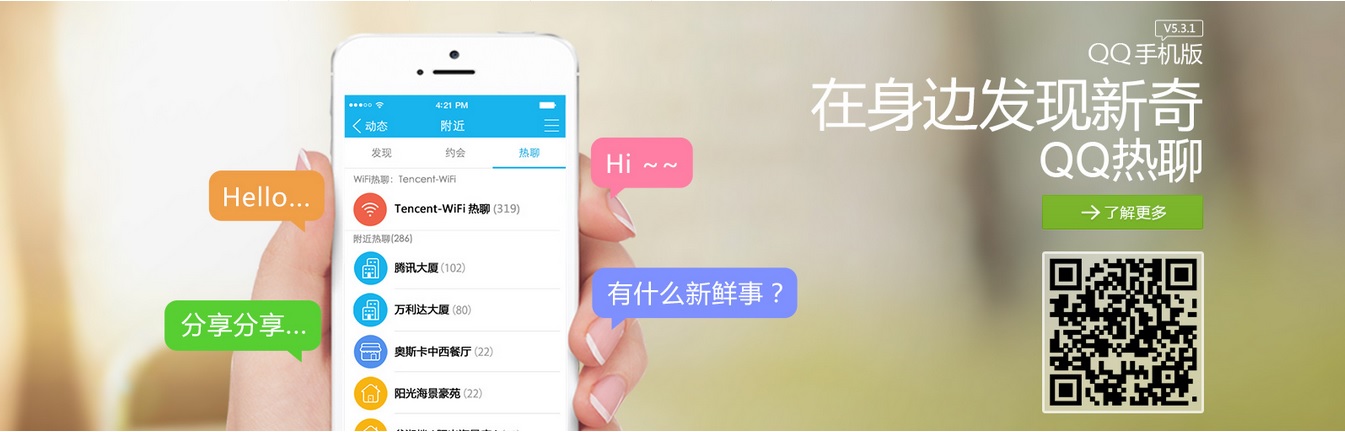 V5.3.1
QQ手机版
在身边发现新奇
QQ热聊
→了解更多
4:21 PM
动态
附近
发现
约会
热聊
WiFi热聊：Tencent-WiFi
Tencent-WiFi 热聊 (319)
附近热聊(286)
腾讯大厦 (102)
万利达大厦 (80)
奥斯卡中西餐厅 (22)
阳光海景豪苑 (22)
Hello...
分享分享...
Hi ~~
有什么新鲜事？